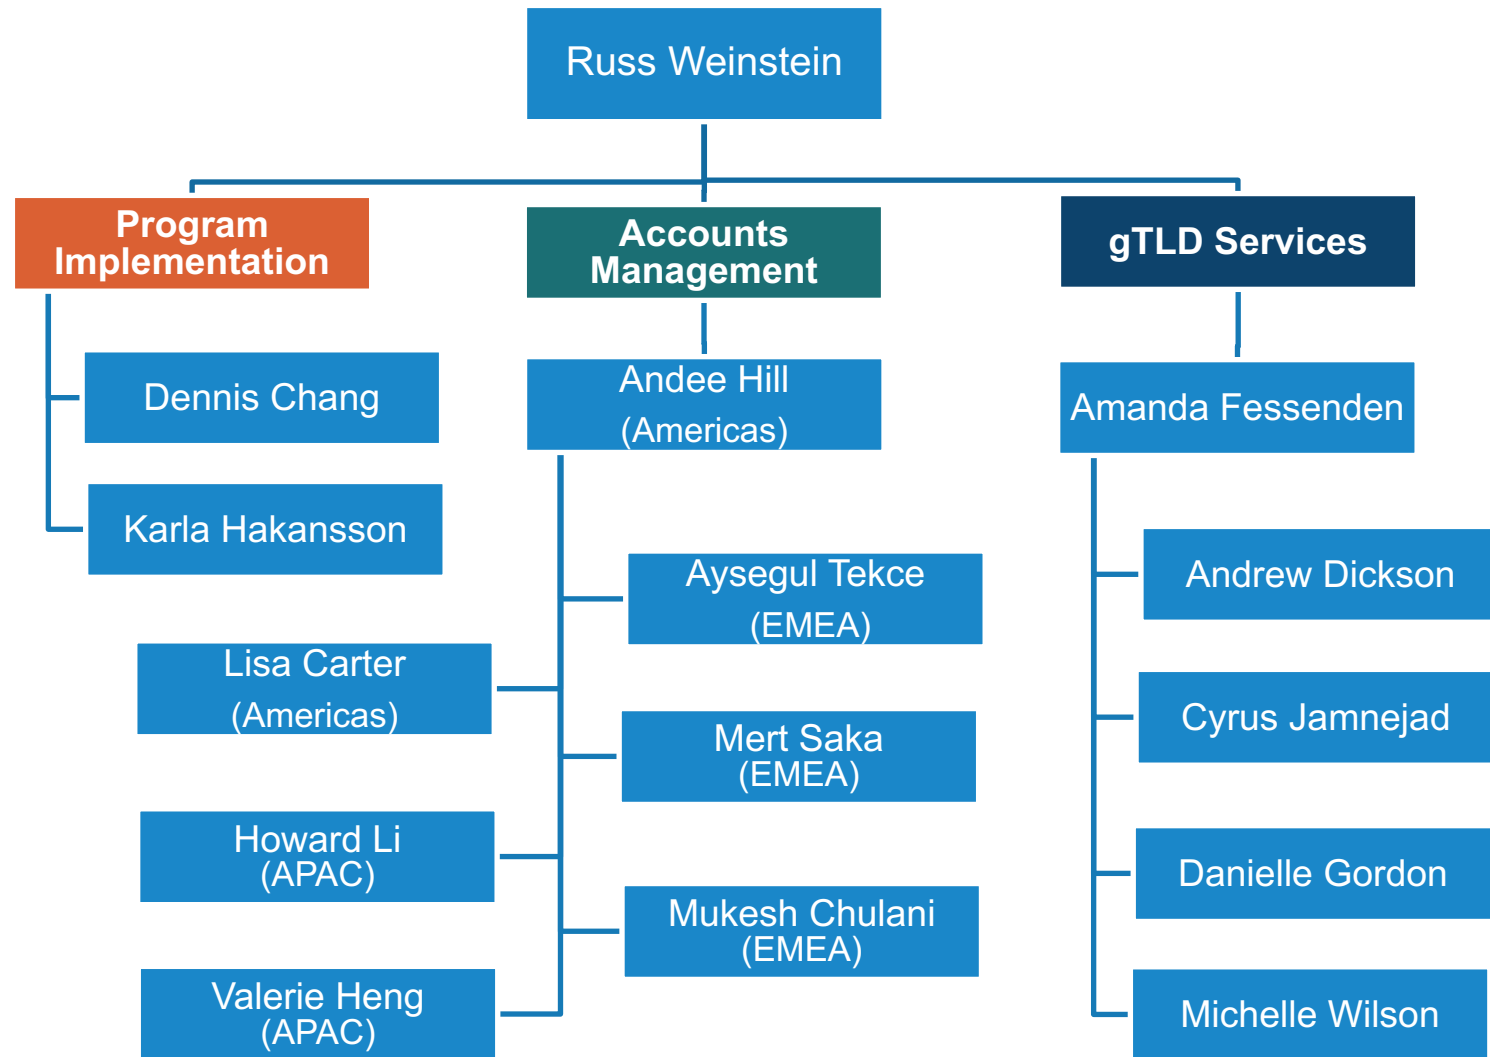 Russ Weinstein
Program
Implementation
Accounts
Management
gTLD Services
Dennis Chang
Karla Hakansson
Andee Hill
(Americas)
Aysegul Tekce
(EMEA)
Lisa Carter
(Americas)
Mert Saka
(EMEA)
Howard Li
(APAC)
Mukesh Chulani
(EMEA)
Valerie Heng
(APAC)
Amanda Fessenden
Andrew Dickson
Cyrus Jamnejad
Danielle Gordon
Michelle Wilson